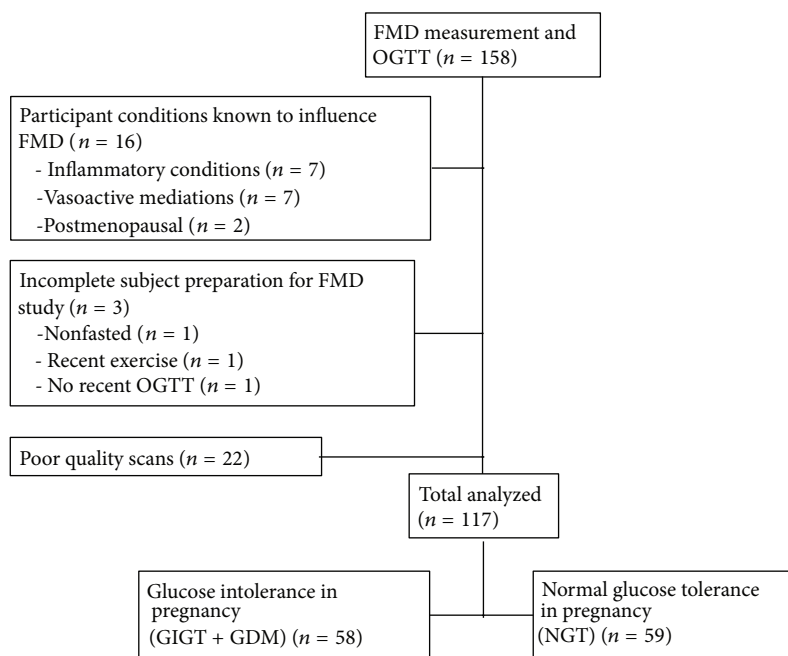 FMD measurement and
OGTT (n = 158)
Participant conditions known to influence
FMD (n = 16)
- Inflammatory conditions (n = 7)
-Vasoactive mediations (n = 7)
-Postmenopausal (n = 2)
Incomplete subject preparation for FMD
study (n = 3)
-Nonfasted (n = 1)
- Recent exercise (n = 1)
- No recent OGTT (n = 1)
Poor quality scans (n = 22)
Total analyzed
(n = 117)
Glucose intolerance in
pregnancy
(GIGT + GDM) (n = 58)
Normal glucose tolerance
in pregnancy
(NGT) (n = 59)